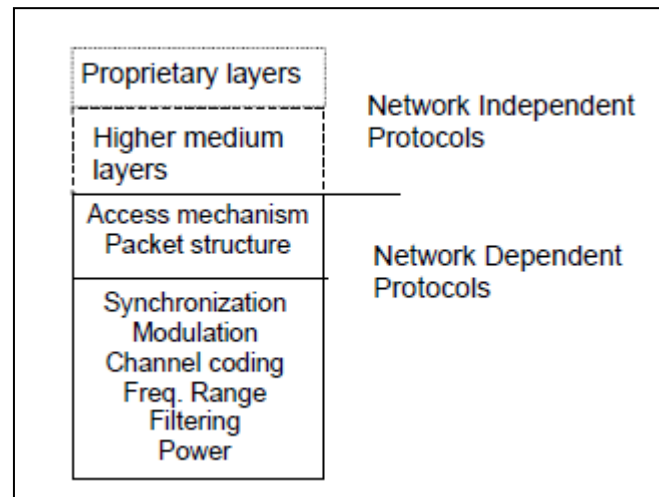 Proprietary layers
Higher medium
layers
Network Independent
Protocols
Access mechanism
Packet structure
Network Dependent
Protocols
Synchronization
Modulation
Channel coding
Freq. Range
Filtering
Power